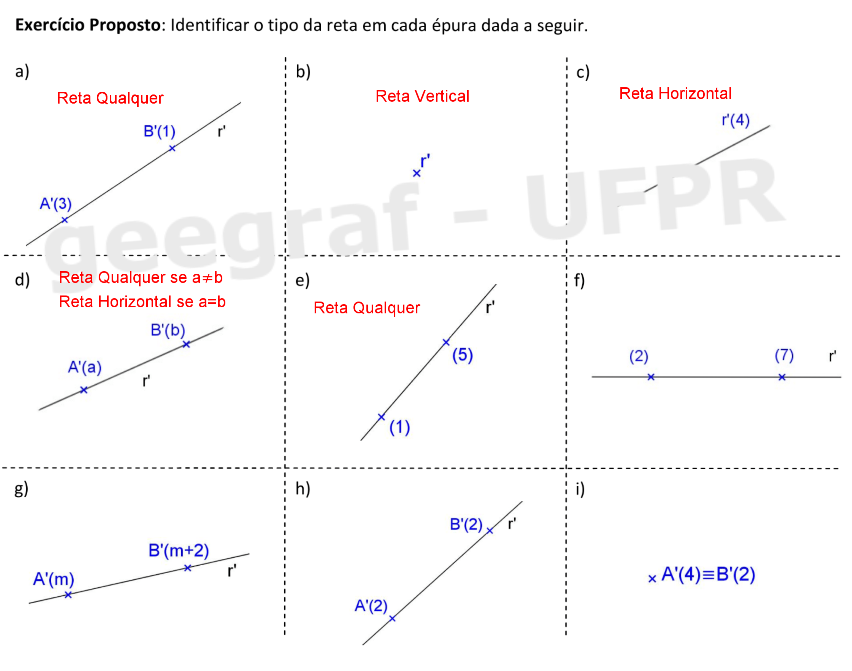 Exercício Proposto: Identificar o tipo da reta em cada épura dada a seguir.
a)
Reta Qualquer
B'(1)
r'
A'(3)
b)
Reta Vertical
r'
c)
Reta Horizontal
r'(4)
geegraf - UFPR
d)
Reta Qualquer se a≠b
Reta Horizontal se a=b
B'(b)
A'(a)
r'
e)
Reta Qualquer
r'
(5)
(1)
f)
(2) (7) r'
g)
B'(m+2)
A'(m)
r'
h)
B'(2) r'
A'(2)
i)
A'(4)≡B'(2)